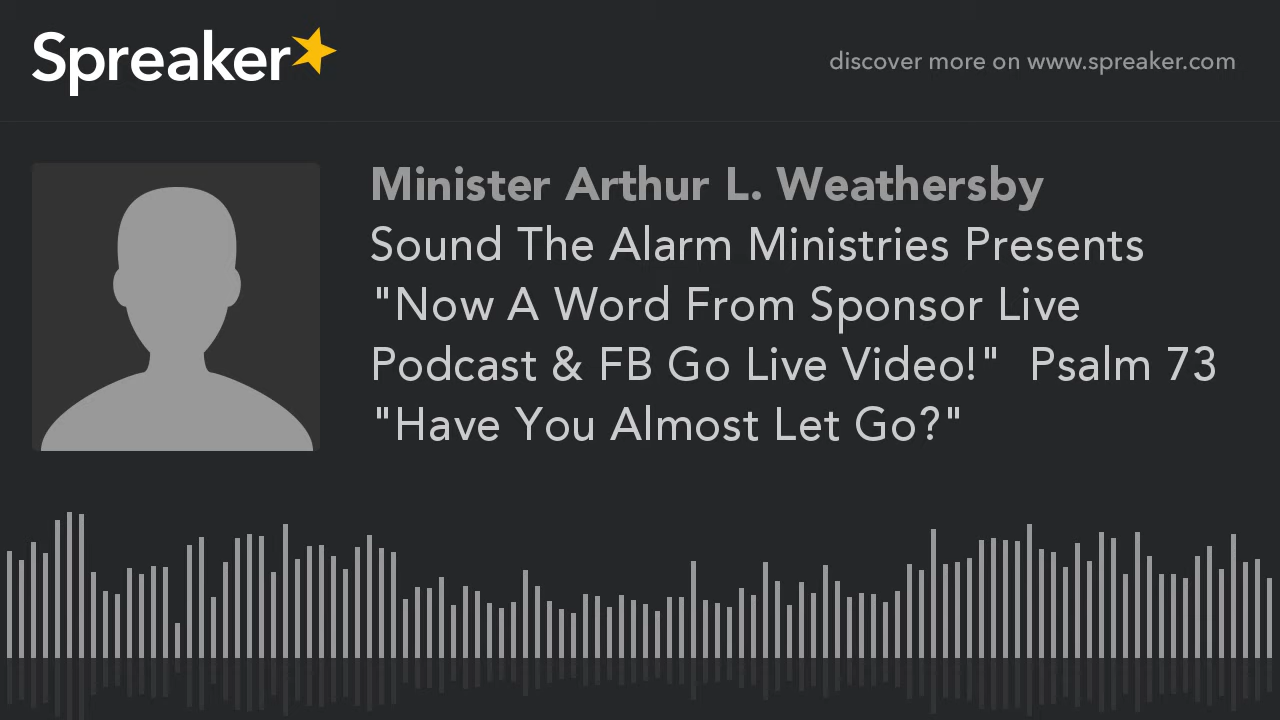 Spreaker
discover more on www.spreaker.com
Minister Arthur L. Weathersby
Sound The Alarm Ministries Presents
"Now A Word From Sponsor Live
Podcast & FB Go Live Video!"  Psalm 73
"Have You Almost Let Go?"